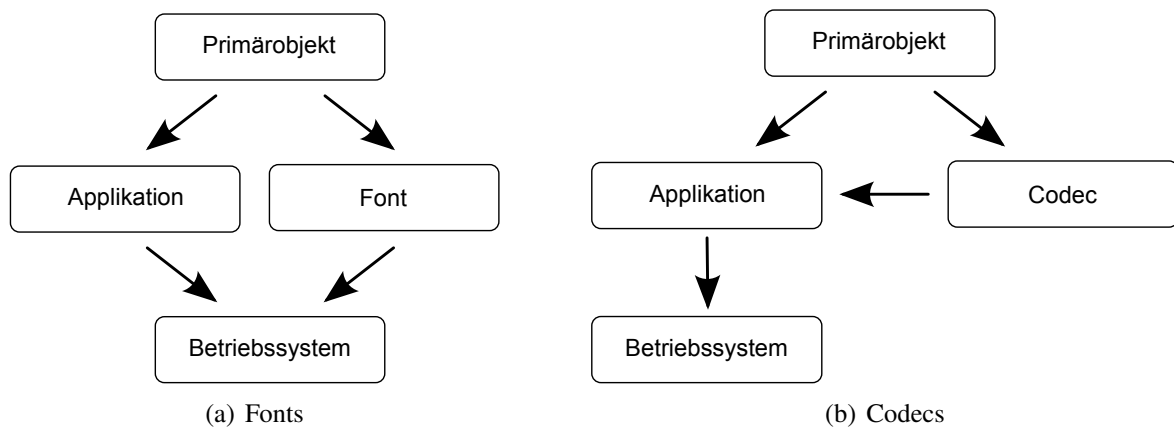 Primärobjekt
Applikation
Font
Betriebssystem
(a) Fonts
Primärobjekt
Applikation
Codec
Betriebssystem
(b) Codecs